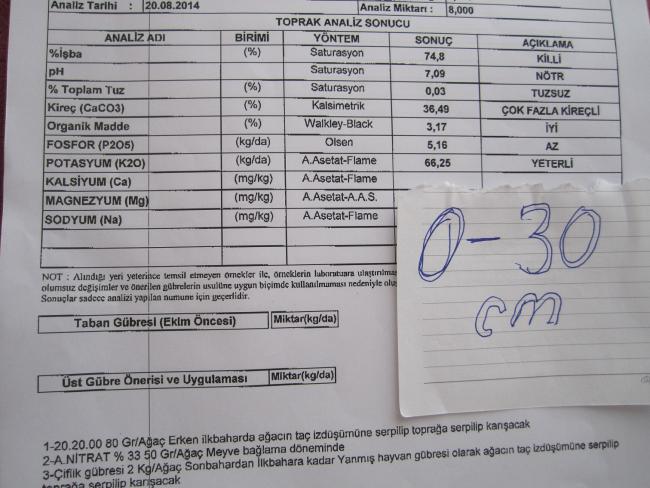 Analiz Tarihi : 20.08.2014 Analiz Miktarı : 8,000
TOPRAK ANALİZ SONUCU
ANALİZ ADI BİRİMİ YÖNTEM SONUÇ AÇIKLAMA
%İşba (%) Saturasyon 74,8 KİLLİ
pH Saturasyon 7,09 NÖTR
% Toplam Tuz (%) 0,03 TUZSUZ
Kireç (CaCO3) (%) Kalsimetrik 36,49 ÇOK FAZLA KİREÇLİ
Organik Madde (%) Walkley-Black 3,17 İYİ
FOSFOR (P2O5) (kg/da) Olsen 5,16 AZ
POTASYUM (K2O) (kg/da) A.Asetat-Flame 66,25 YETERLİ
KALSİYUM (Ca) (mg/kg) A.Asetat-Flame
MAGNEZYUM (Mg) (mg/kg) A.Asetat-A.A.S.
SODYUM (Na) (mg/kg) A.Asetat-Flame
0-30
cm
NOT : Alındığı yeri yeterince temsil etmeyen örnekler ile, örneklerin laboratuara ulaştırılma
olumsuz değişimler ve önerilen gübrelerin usulüne uygun biçimde kullanılmaması nedeniyle olu
Sonuçlar sadece analizi yapılan numune için geçerlidir.
Taban Gübresi (Ekim Öncesi) Miktar(kg/da)
Üst Gübre Önerisi ve Uygulaması Miktar(kg/da)
1-20.20.00 80 Gr/Ağaç Erken ilkbaharda ağacın taç izdüşümüne serpilip toprağa serpilip karışacak
2-A.NİTRAT % 33 50 Gr/Ağaç Meyve bağlama döneminde
3-Çiflik gübresi 2 Kg/Ağaç Sonbahardan İlkbahara kadar Yanmış hayvan gübresi olarak ağacın taç izdüşümüne serpilip
toprağa serpilip karışacak